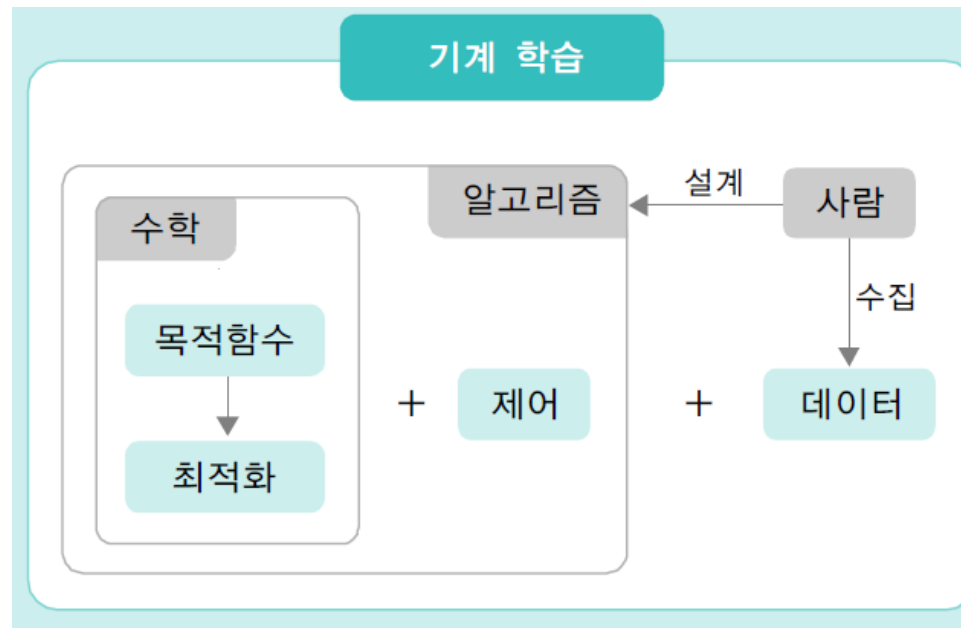 기계 학습
알고리즘
설계
사람
수학
수집
목적함수
+
제어
+
데이터
최적화